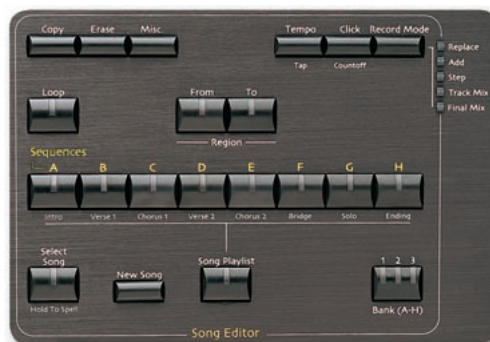 Copy Erase Misc. Tempo Click Record Mode
Tap Countoff
Replace
Add
Step
Track Mix
Final Mix
Loop From To
Region
Sequences
A B C D E F G H
Intro Verse 1 Chorus 1 Verse 2 Chorus 2 Bridge Solo Ending
Select
Song
New Song Song Playlist 1 2 3
Hold To Spell Bank (A-H)
Song Editor